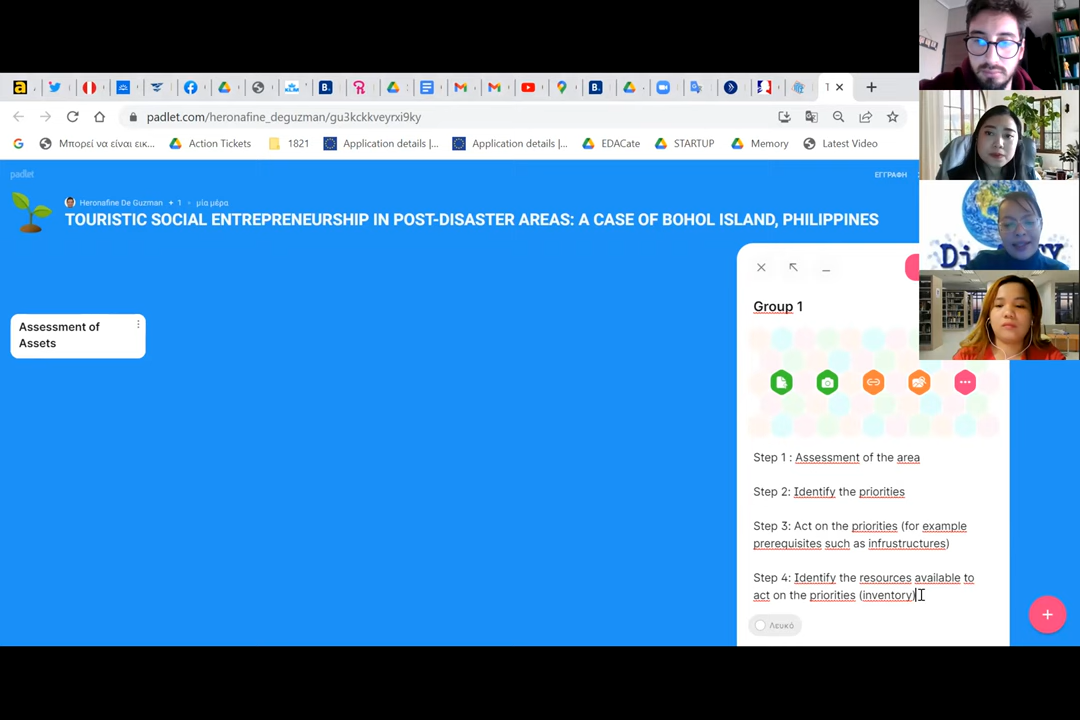 T
padlet.com/heronafine_deguzman/gu3kckkveyrxi9ky
Μπορεί να είναι εικ...
Action Tickets
1821
Application details |...
Application details |...
EDACate
STARTUP
Memory
Latest Video
padlet
ΕΓΓΡΑΦΗ
Heronafine De Guzman + 1 • μία μέρα
TOURISTIC SOCIAL ENTREPRENEURSHIP IN POST-DISASTER AREAS: A CASE OF BOHOL ISLAND, PHILIPPINES
Assessment of
Assets
Group 1
Step 1 : Assessment of the area
Step 2: Identify the priorities
Step 3: Act on the priorities (for example
prerequisites such as infrustructures)
Step 4: Identify the resources available to
act on the priorities (inventory)
Λευκό